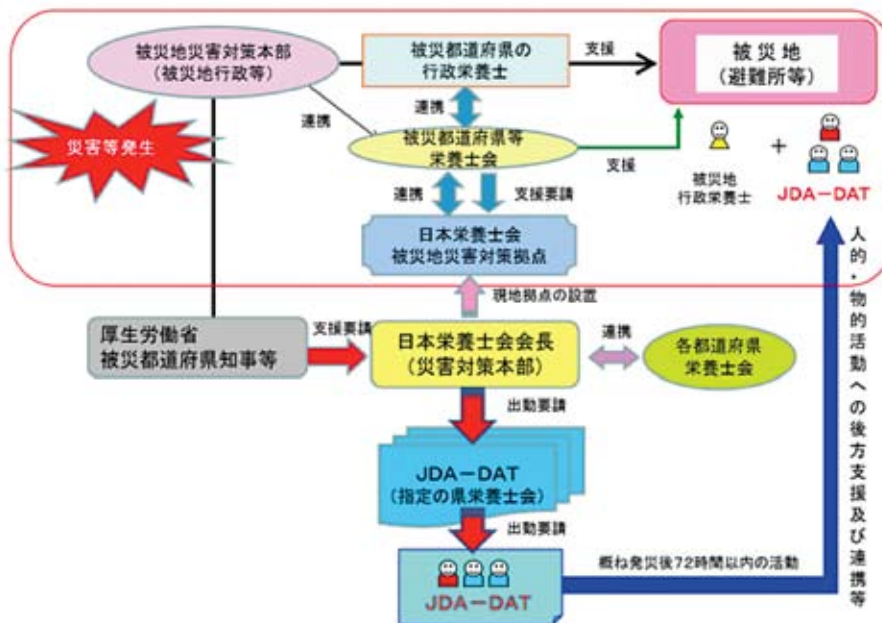 被災地災害対策本部
(被災地行政等)
被災都道府県の
行政栄養士
支援
被災地
(避難所等)
災害等発生
連携
連携
被災都道府県等
栄養士会
支援
被災地
行政栄養士
+
JDA−DAT
連携
支援要請
日本栄養士会
被災地災害対策拠点
現地拠点の設置
厚生労働省
被災都道府県知事等
支援要請
日本栄養士会会長
(災害対策本部)
連携
各都道府県
栄養士会
出動要請
JDA−DAT
(指定の県栄養士会)
出動要請
JDA−DAT
概ね発災後72時間以内の活動
人的・物的活動への後方支援及び連携等